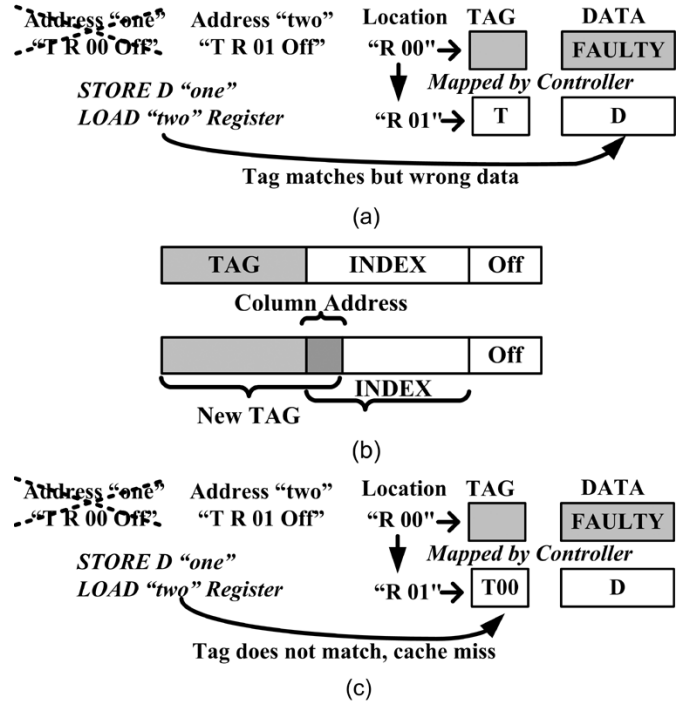 Address “one” Address “two” Location TAG DATA
“T R 00 Off” “T R 01 Off” “R 00" FAULTY
Mapped by Controller
STORE D “one”
LOAD “two” Register “R 01" T D
Tag matches but wrong data
(a)
TAG INDEX Off
Column Address
Off
INDEX
New TAG
(b)
Address “one” Address “two” Location TAG DATA
“T R 00 Off” “T R 01 Off” “R 00" FAULTY
Mapped by Controller
STORE D “one”
LOAD “two” Register “R 01" T00 D
Tag does not match, cache miss
(c)